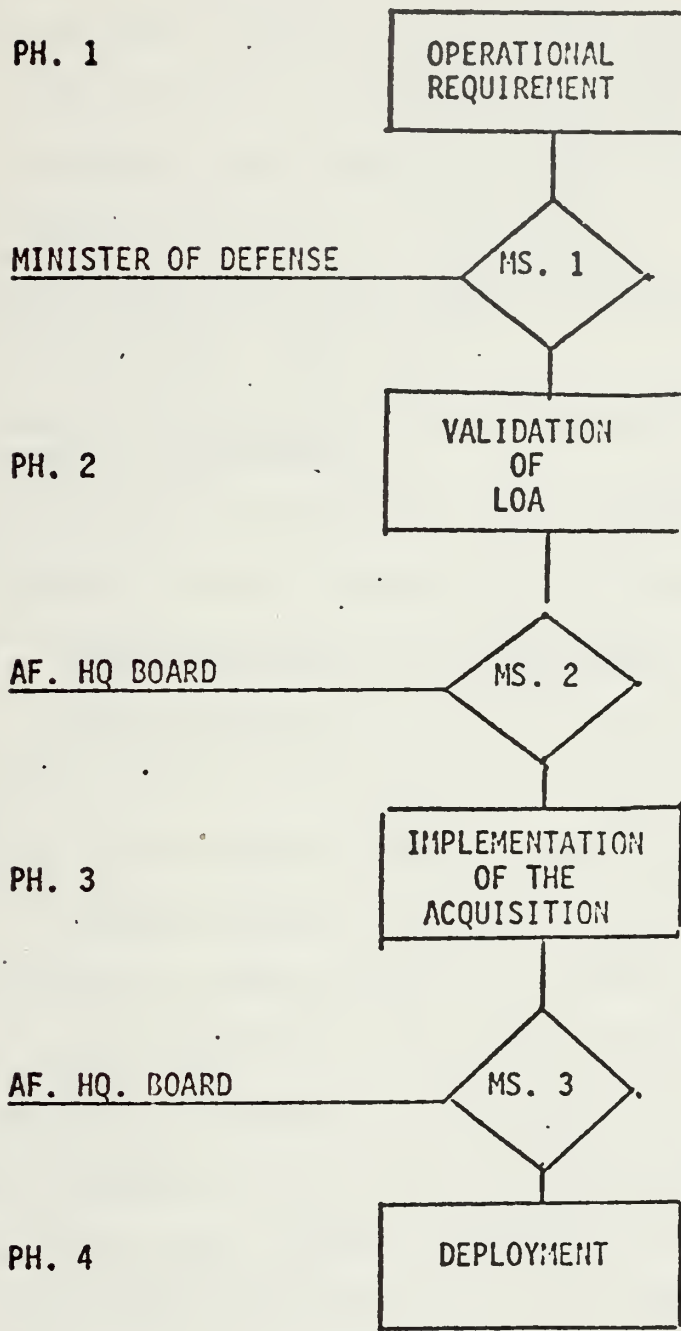 PH. 1
OPERATIONAL
REQUIREMENT
MINISTER OF DEFENSE
MS. 1
PH. 2
VALIDATION
OF
LOA
AF. HQ BOARD
MS. 2
PH. 3
IMPLEMENTATION
OF THE
ACQUISITION
AF. HQ. BOARD
MS. 3
PH. 4
DEPLOYMENT